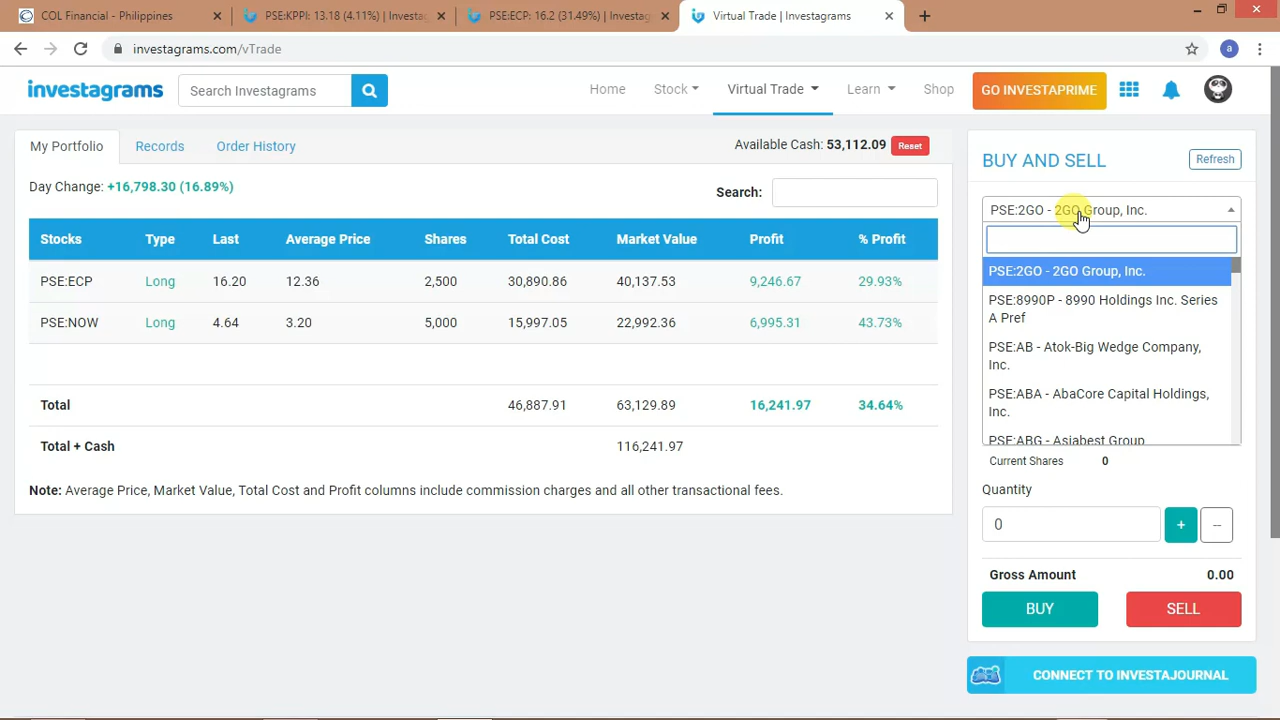 COL Financial - Philippines
PSE:KPPI: 13.18 (4.11%) | Investa
PSE:ECP: 16.2 (31.49%) | Investag
Virtual Trade | Investagrams
investagrams.com/vTrade
a
investagrams
Search Investagrams
Home
Stock
Virtual Trade
Learn
Shop
GO INVESTAPRIME
My Portfolio
Records
Order History
Available Cash: 53,112.09
Reset
Day Change: +16,798.30 (16.89%)
Search:
Stocks Type Last Average Price Shares Total Cost Market Value Profit % Profit
PSE:ECP Long 16.20 12.36 2,500 30,890.86 40,137.53 9,246.67 29.93%
PSE:NOW Long 4.64 3.20 5,000 15,997.05 22,992.36 6,995.31 43.73%
Total 46,887.91 63,129.89 16,241.97 34.64%
Total + Cash 116,241.97
Note: Average Price, Market Value, Total Cost and Profit columns include commission charges and all other transactional fees.
BUY AND SELL
Refresh
PSE:2GO - 2GO Group, Inc.
PSE:2GO - 2GO Group, Inc.
PSE:8990P - 8990 Holdings Inc. Series
A Pref
PSE:AB - Atok-Big Wedge Company,
Inc.
PSE:ABA - AbaCore Capital Holdings,
Inc.
PSE:ABG - Asiabest Group
Current Shares 0
Quantity
0
+
--
Gross Amount 0.00
BUY
SELL
CONNECT TO INVESTAJOURNAL